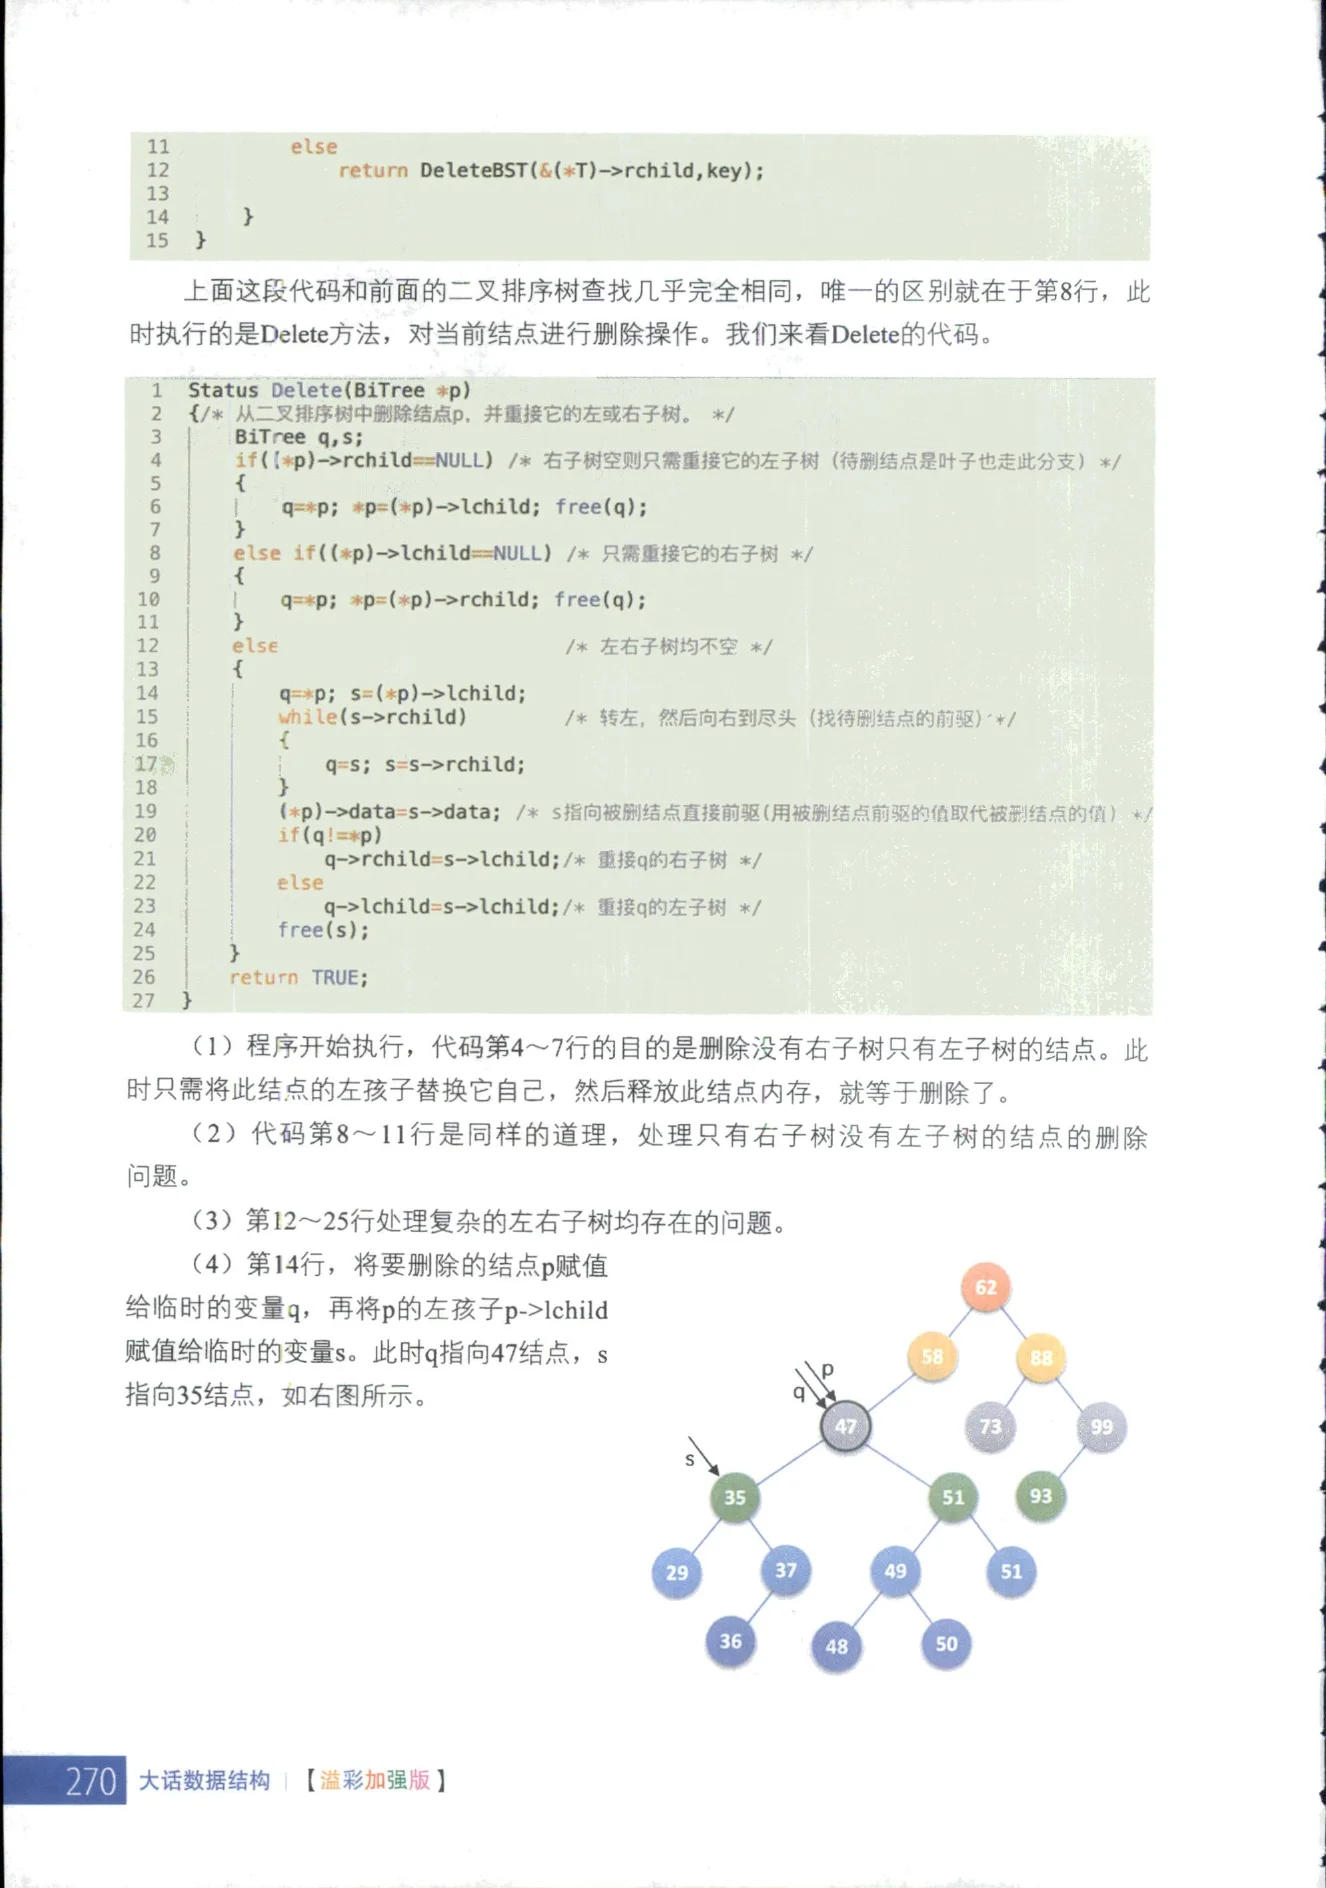 11 else
12 return DeleteBST(&(*T)->rchild,key);
13
14 }
15 }
上面这段代码和前面的二叉排序树查找几乎完全相同，唯一的区别就在于第8行，此
时执行的是Delete方法，对当前结点进行删除操作。我们来看Delete的代码。
1 Status Delete(BiTree *p)
2 {/* 从二叉排序树中删除结点p，并重接它的左或右子树。 */
3 BiTree q,s;
4 if((*p)->rchild==NULL) /* 右子树空则只需重接它的左子树（待删结点是叶子也走此分支）*/
5 {
6 q=*p; *p=(*p)->lchild; free(q);
7 }
8 else if((*p)->lchild==NULL) /* 只需重接它的右子树 */
9 {
10 q=*p; *p=(*p)->rchild; free(q);
11 }
12 else /* 左右子树均不空 */
13 {
14 q=*p; s=(*p)->lchild;
15 while(s->rchild) /* 转左，然后向右到尽头（找待删结点的前驱）*/
16 {
17 q=s; s=s->rchild;
18 }
19 (*p)->data=s->data; /* s指向被删结点直接前驱(用被删结点前驱的值取代被删结点的值) */
20 if(q!=*p)
21 q->rchild=s->lchild;/* 重接q的右子树 */
22 else
23 q->lchild=s->lchild;/* 重接q的左子树 */
24 free(s);
25 }
26 return TRUE;
27 }
（1）程序开始执行，代码第4～7行的目的是删除没有右子树只有左子树的结点。此
时只需将此结点的左孩子替换它自己，然后释放此结点内存，就等于删除了。
（2）代码第8～11行是同样的道理，处理只有右子树没有左子树的结点的删除
问题。
（3）第12～25行处理复杂的左右子树均存在的问题。
（4）第14行，将要删除的结点p赋值
给临时的变量q，再将p的左孩子p->lchild
赋值给临时的变量s。此时q指向47结点，s
指向35结点，如右图所示。
62
58 88
p
q
47 73 99
s
35 51 93
29 37 49 51
36 48 50
270 大话数据结构 | 【溢彩加强版】